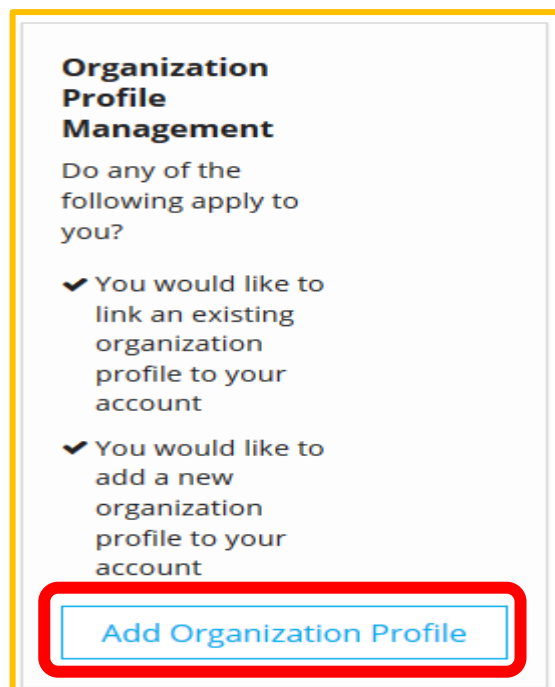 Organization
Profile
Management
Do any of the
following apply to
you?
✔ You would like to
link an existing
organization
profile to your
account
✔ You would like to
add a new
organization
profile to your
account
Add Organization Profile